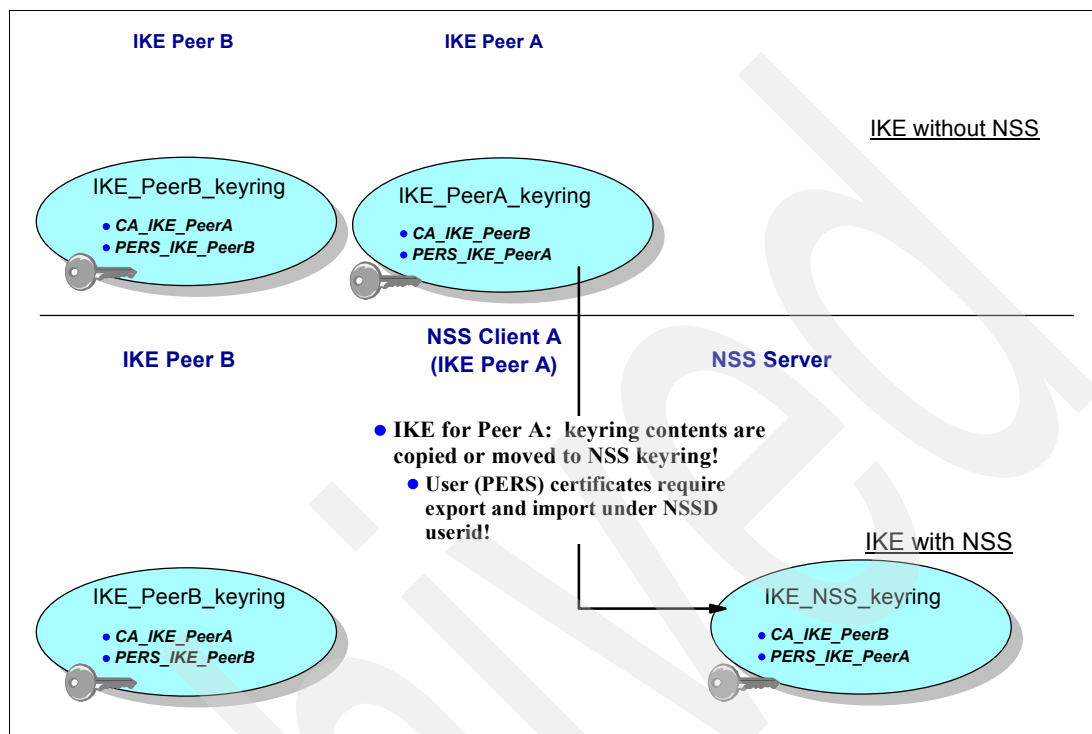 IKE Peer B
IKE Peer A
IKE without NSS
IKE_PeerB_keyring
• CA_IKE_PeerA
• PERS_IKE_PeerB
IKE_PeerA_keyring
• CA_IKE_PeerB
• PERS_IKE_PeerA
IKE Peer B
NSS Client A
(IKE Peer A)
NSS Server
• IKE for Peer A: keyring contents are
copied or moved to NSS keyring!
• User (PERS) certificates require
export and import under NSSD
userid!
IKE with NSS
IKE_PeerB_keyring
• CA_IKE_PeerA
• PERS_IKE_PeerB
IKE_NSS_keyring
• CA_IKE_PeerB
• PERS_IKE_PeerA